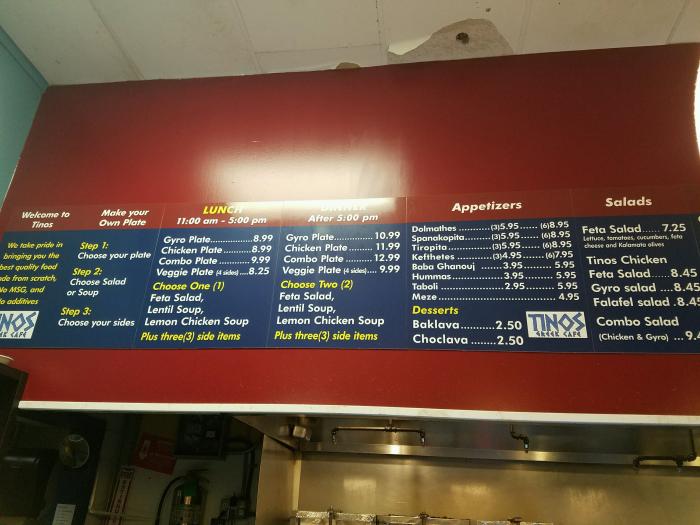 Welcome to
Tinos
We take pride in
bringing you the
best quality food
made from scratch,
No MSG, and
No additives
TINOS
GREEK CAFE
Make your
Own Plate
Step 1:
Choose your plate
Step 2:
Choose Salad
or Soup
Step 3:
Choose your sides
LUNCH
11:00 am - 5:00 pm
Gyro Plate..............8.99
Chicken Plate...........8.99
Combo Plate............9.99
Veggie Plate (4 sides)....8.25
Choose One (1)
Feta Salad,
Lentil Soup,
Lemon Chicken Soup
Plus three(3) side items
DINNER
After 5:00 pm
Gyro Plate................10.99
Chicken Plate...........11.99
Combo Plate............12.99
Veggie Plate (4 sides).... 9.99
Choose Two (2)
Feta Salad,
Lentil Soup,
Lemon Chicken Soup
Plus three(3) side items
Appetizers
Dolmathes ............(3)5.95.......(6)8.95
Spanakopita..........(3)5.95.......(6)8.95
Tiropita.................(3)5.95.......(6)8.95
Kefthetes ..............(3)4.95.......(6)7.95
Baba Ghanouj ........3.95............5.95
Hummas................3.95............5.95
Taboli ....................2.95............5.95
Meze ......................................4.95
Desserts
Baklava..........2.50
Choclava........2.50
TINOS
GREEK CAFE
Salads
Feta Salad.....7.25
Lettuce, tomatoes, cucumbers, feta
cheese and Kalamata olives
Tinos Chicken
Feta Salad......8.45
Gyro salad ....8.45
Falafel salad .8.45
Combo Salad
(Chicken & Gyro) ...9.4